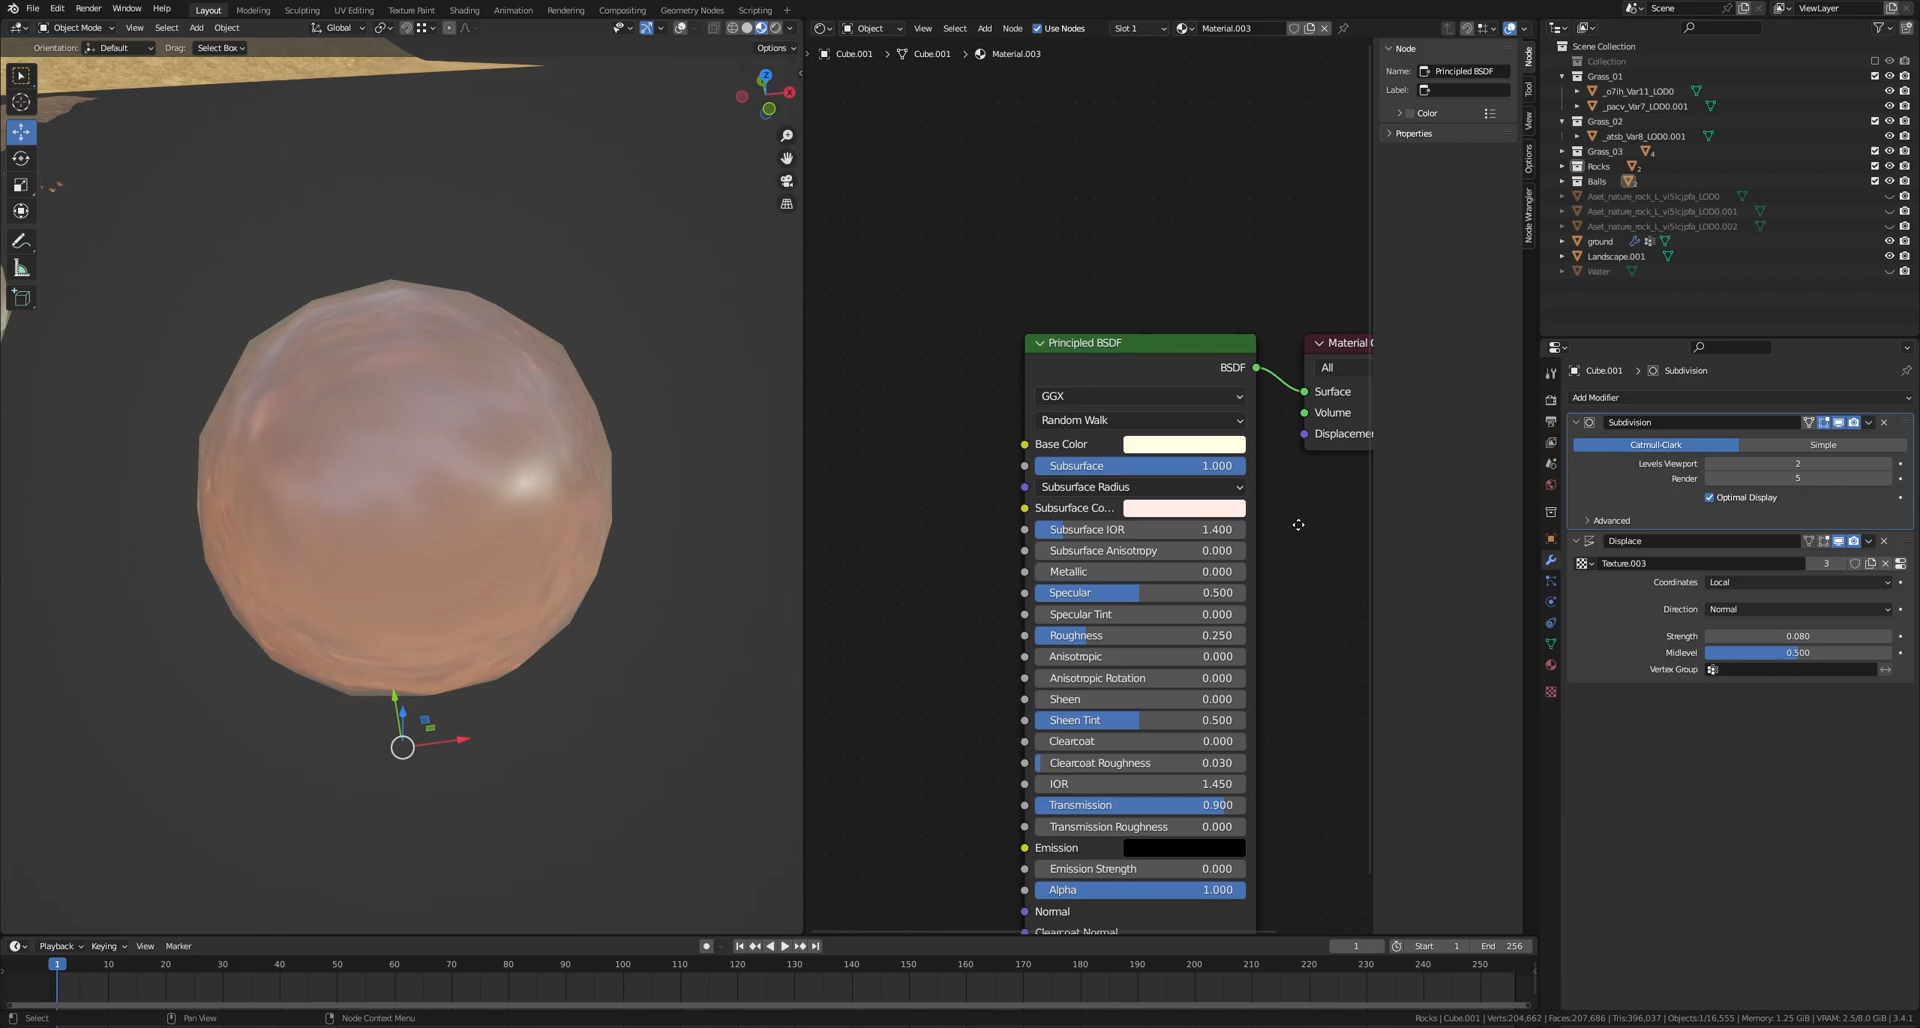 File Edit Render Window Help Layout Modeling Sculpting UV Editing Texture Paint Shading Animation Rendering Compositing Geometry Nodes Scripting + Scene ViewLayer
Object Mode View Select Add Object Global
Orientation: Default Drag: Select Box Options
Z
X
Object View Select Add Node Use Nodes Slot 1 Material.003
Cube.001 > Cube.001 > Material.003
Principled BSDF
BSDF
GGX
Random Walk
Base Color
Subsurface 1.000
Subsurface Radius
Subsurface Co...
Subsurface IOR 1.400
Subsurface Anisotropy 0.000
Metallic 0.000
Specular 0.500
Specular Tint 0.000
Roughness 0.250
Anisotropic 0.000
Anisotropic Rotation 0.000
Sheen 0.000
Sheen Tint 0.500
Clearcoat 0.000
Clearcoat Roughness 0.030
IOR 1.450
Transmission 0.900
Transmission Roughness 0.000
Emission
Emission Strength 0.000
Alpha 1.000
Normal
Clearcoat Normal
Material O
All
Surface
Volume
Displacemen
Node
Name: Principled BSDF
Label:
Color
Properties
Node
Tool
View
Options
Node Wrangler
Scene Collection
Collection
Grass_01
_o7ih_Var11_LOD0
_pacv_Var7_LOD0.001
Grass_02
_atsb_Var8_LOD0.001
Grass_03 4
Rocks 2
Balls 2
Aset_nature_rock_L_vi5lcjpfa_LOD0
Aset_nature_rock_L_vi5lcjpfa_LOD0.001
Aset_nature_rock_L_vi5lcjpfa_LOD0.002
ground
Landscape.001
Water
Cube.001 > Subdivision
Add Modifier
Subdivision
Catmull-Clark Simple
Levels Viewport 2
Render 5
Optimal Display
Advanced
Displace
Texture.003 3
Coordinates Local
Direction Normal
Strength 0.080
Midlevel 0.500
Vertex Group
Playback Keying View Marker 1 Start 1 End 256
1 10 20 30 40 50 60 70 80 90 100 110 120 130 140 150 160 170 180 190 200 210 220 230 240 250
Select Pan View Node Context Menu Rocks | Cube.001 | Verts:204,662 | Faces:207,686 | Tris:396,037 | Objects:1/16,555 | Memory: 1.25 GiB | VRAM: 2.5/8.0 GiB | 3.4.1